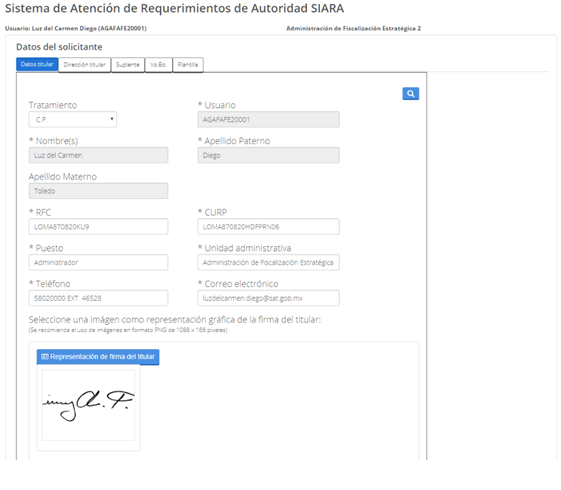 Sistema de Atención de Requerimientos de Autoridad SIARA
Usuario: Luz del Carmen Diego (AGAFAFE20001) Administración de Fiscalización Estratégica 2
Datos del solicitante
Datos titular Dirección titular Suplente Vo.Bo. Plantilla
Tratamiento * Usuario
C.P. AGAFAFE20001
* Nombre(s) * Apellido Paterno
Luz del Carmen Diego
Apellido Materno
Toledo
* RFC * CURP
LOMA870820KU9 LOMA870820HDFPRN06
* Puesto * Unidad administrativa
Administrador Administración de Fiscalización Estratégica
* Teléfono * Correo electrónico
58020000 EXT 46528 luzdelcarmen.diego@sat.gob.mx
Seleccione una imágen como representación gráfica de la firma del titular:
(Se recomienda el uso de imágenes en formato PNG de 1088 x 166 pixeles)
Representación de firma del titular